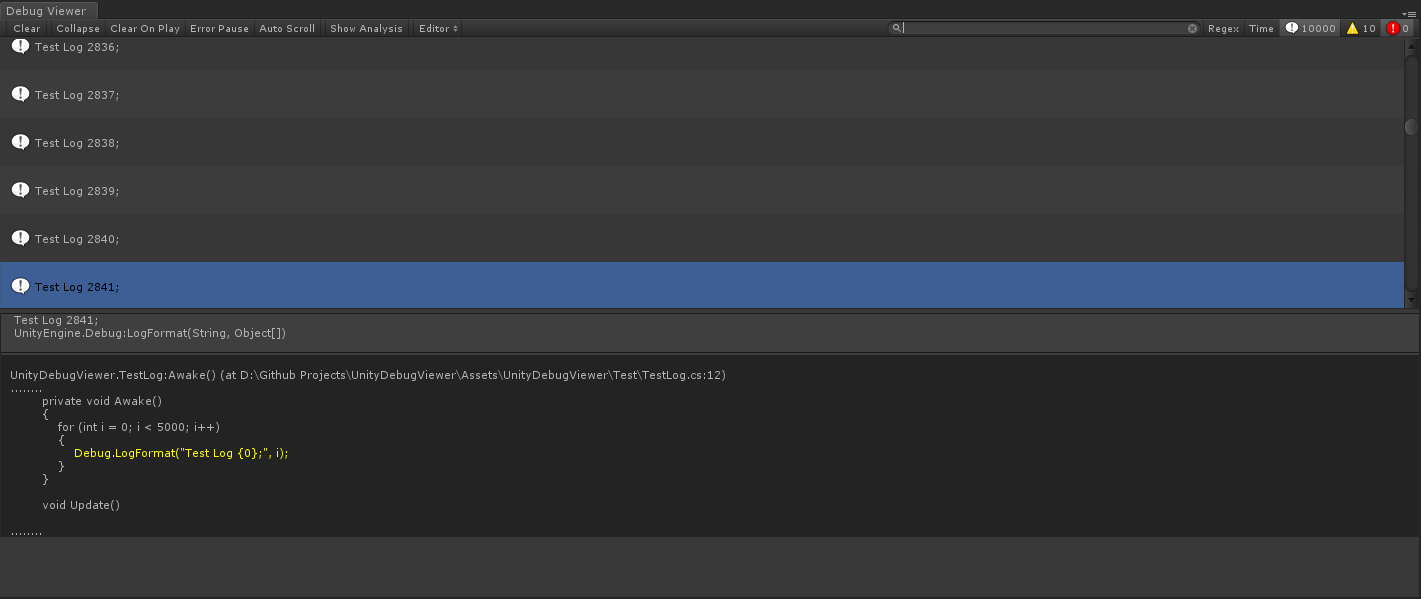 Debug Viewer
Clear Collapse Clear On Play Error Pause Auto Scroll Show Analysis Editor Regex Time 10000 10 0
Test Log 2836;
Test Log 2837;
Test Log 2838;
Test Log 2839;
Test Log 2840;
Test Log 2841;
Test Log 2841;
UnityEngine.Debug:LogFormat(String, Object[])
UnityDebugViewer.TestLog:Awake() (at D:\Github Projects\UnityDebugViewer\Assets\UnityDebugViewer\Test\TestLog.cs:12)
........
private void Awake()
{
for (int i = 0; i < 5000; i++)
{
Debug.LogFormat("Test Log {0};", i);
}
}
void Update()
........